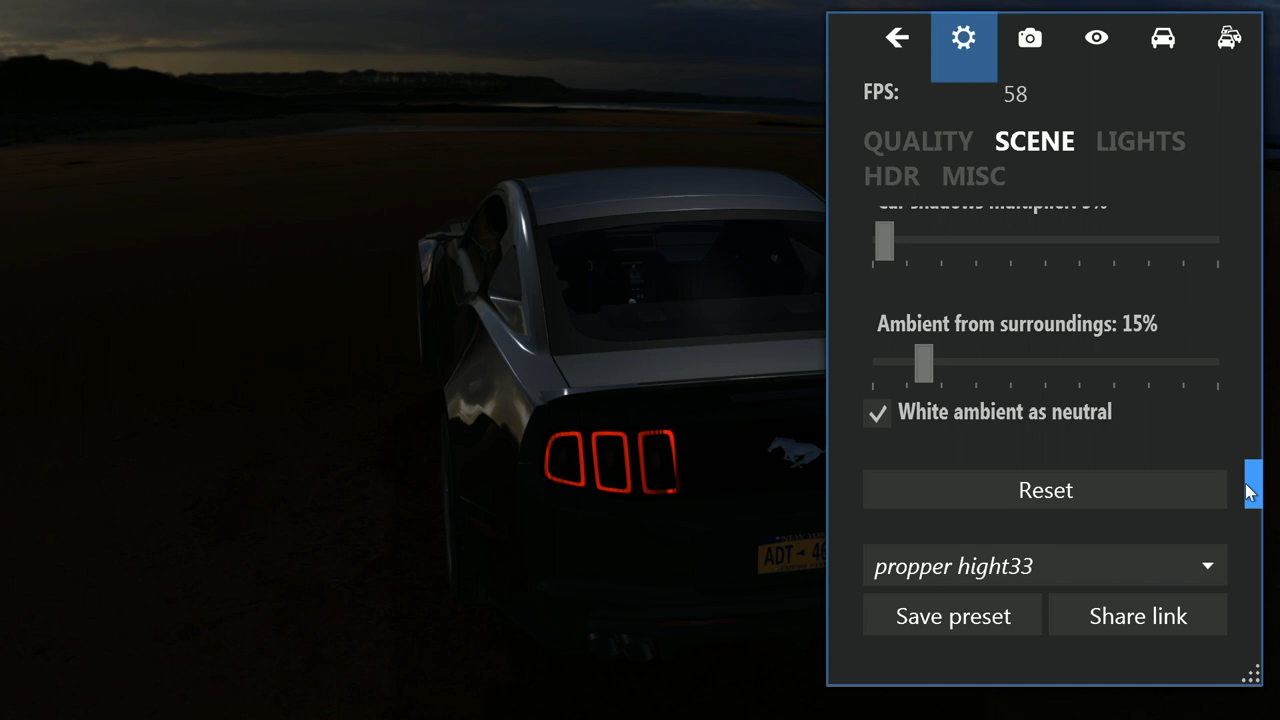 FPS: 58
QUALITY SCENE LIGHTS
HDR MISC
Ambient from surroundings: 15%
White ambient as neutral
Reset
propper hight33
Save preset Share link